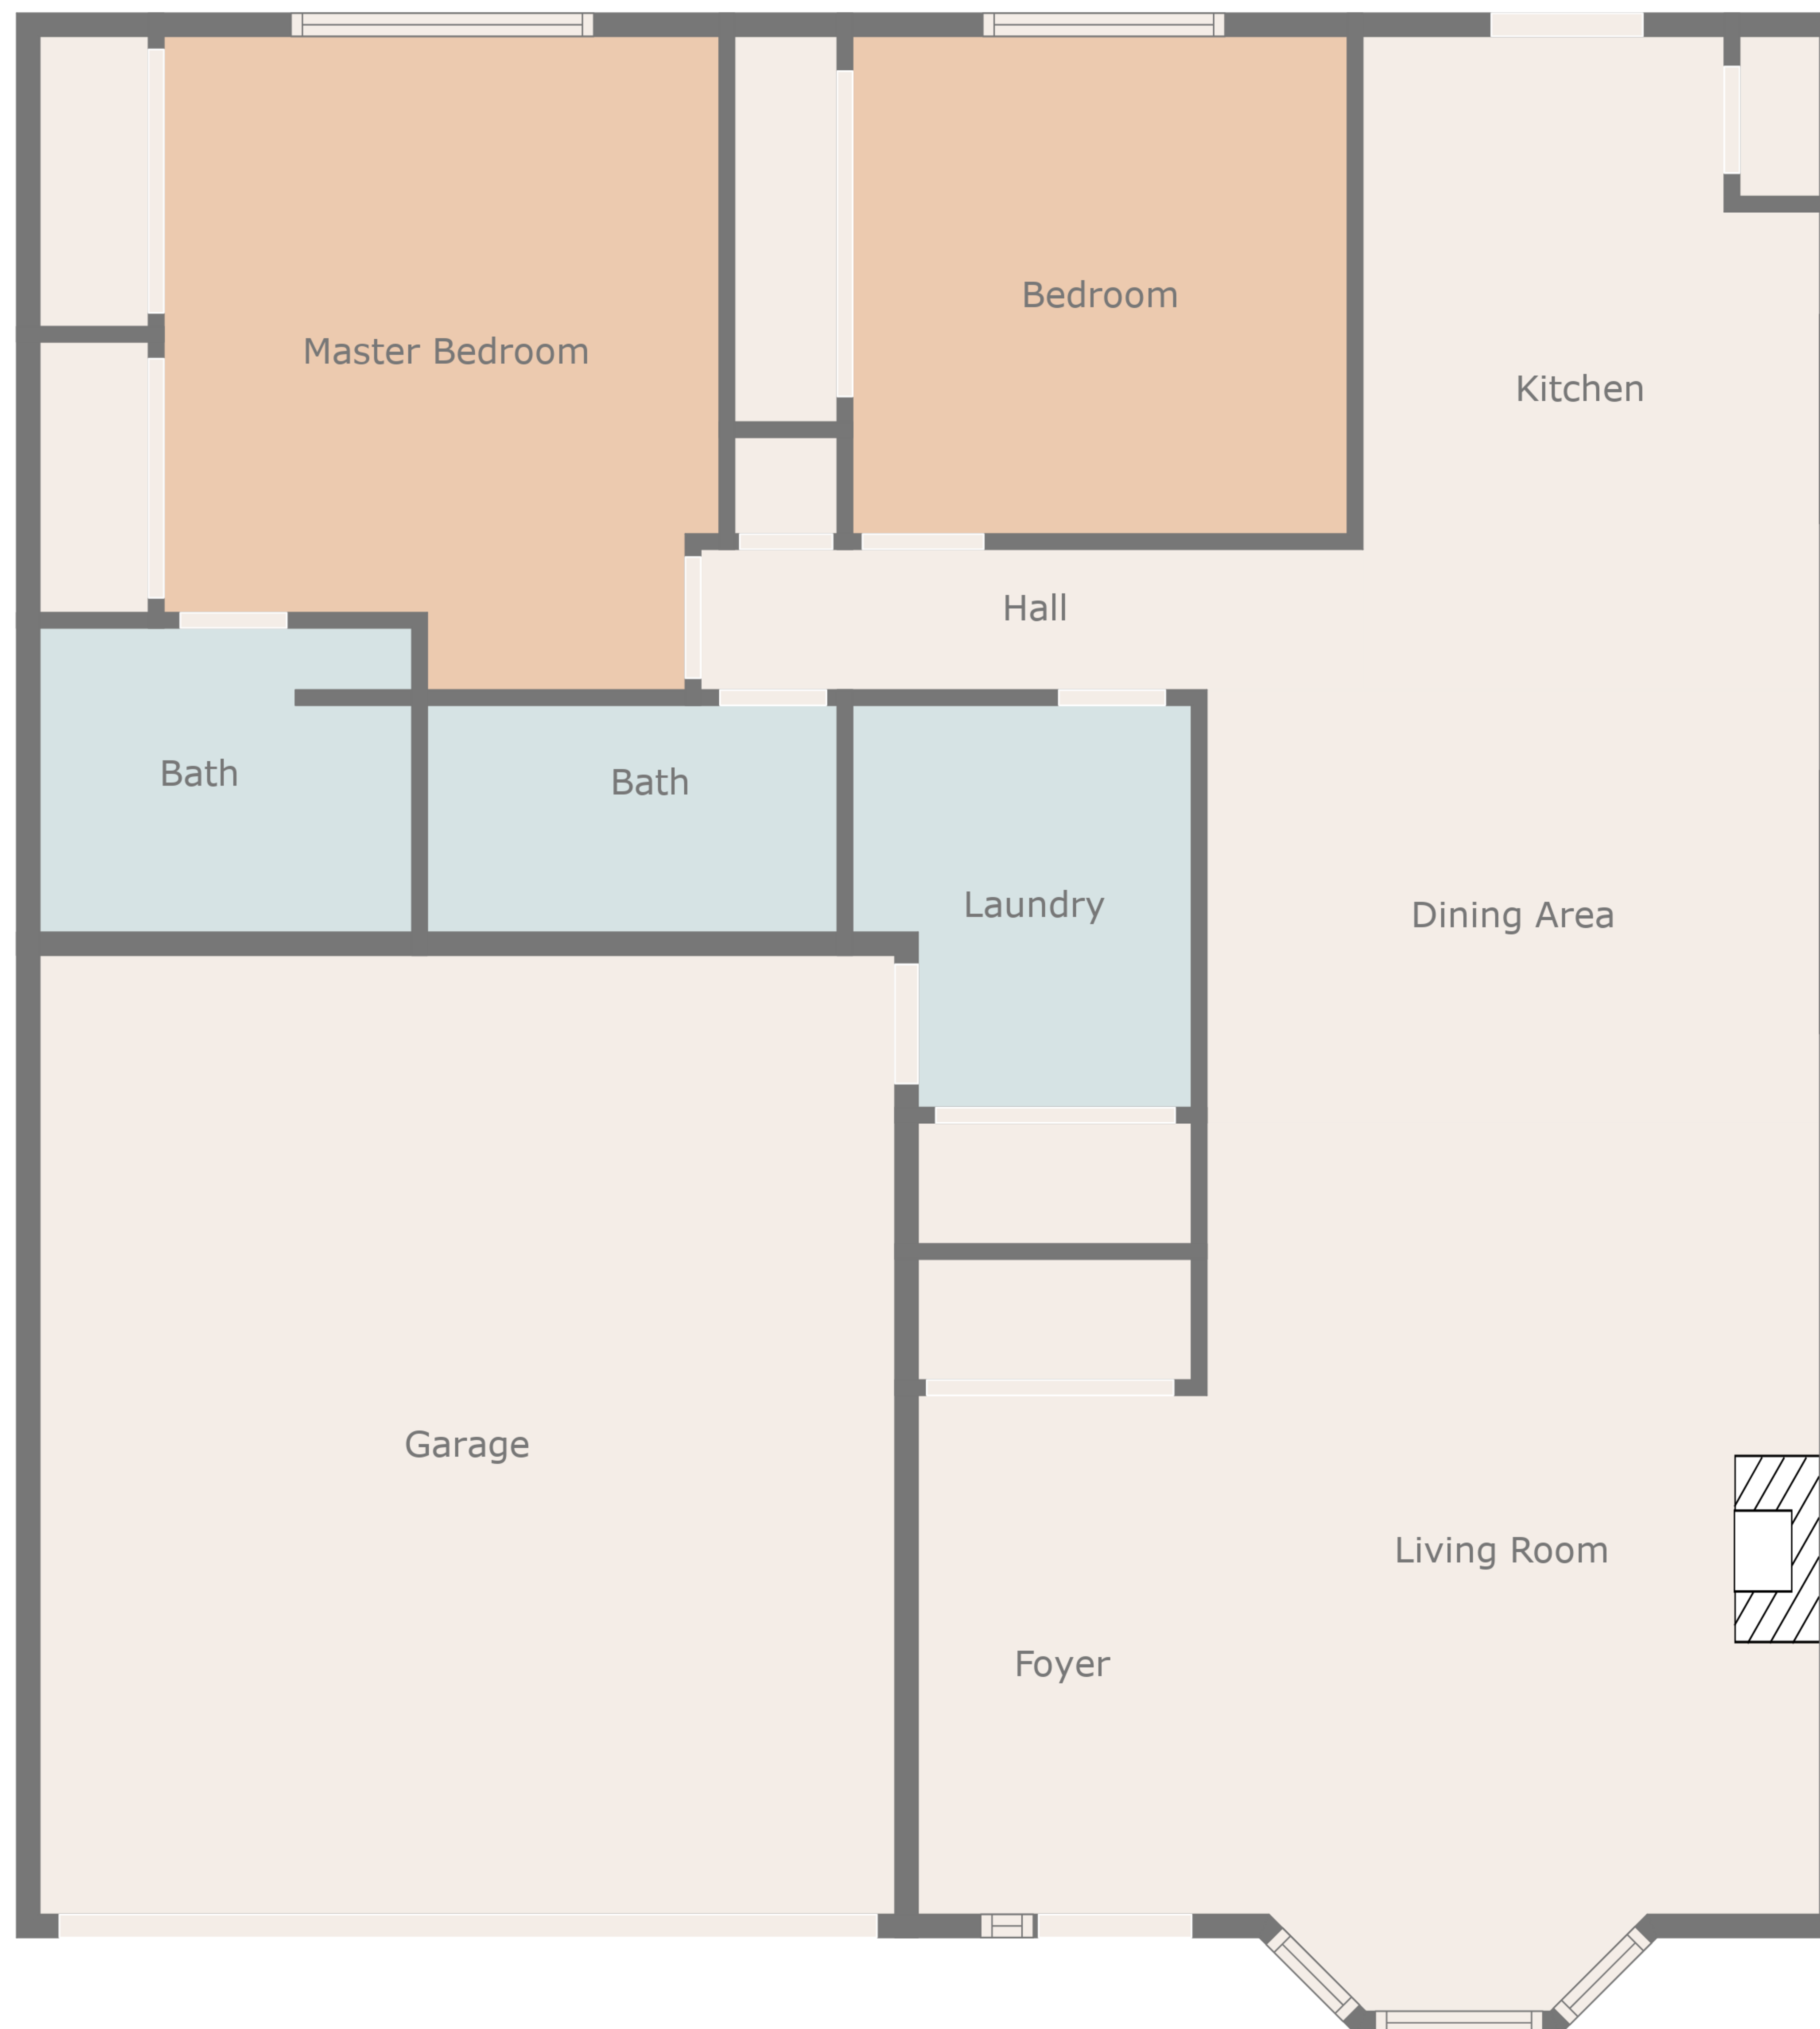 Bedroom
Master Bedroom
Kitchen
Hall
Bath
Bath
Laundry
Dining Area
Garage
Living Room
Foyer